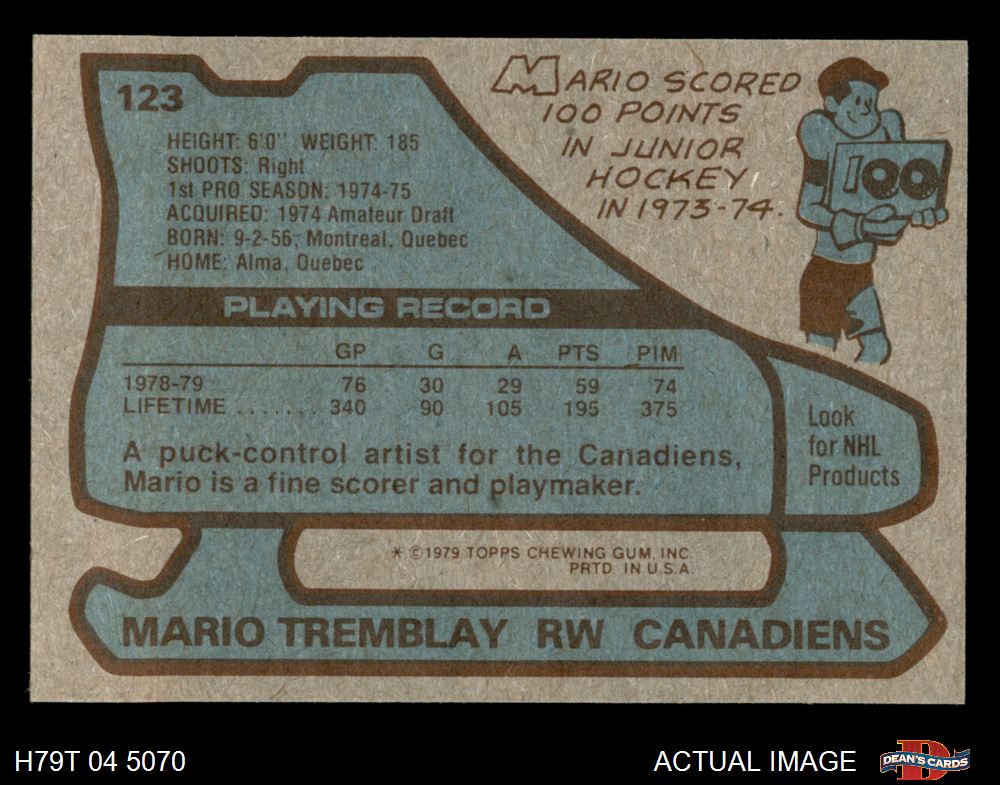 123
HEIGHT: 6'0" WEIGHT: 185
SHOOTS: Right
1st PRO SEASON: 1974-75
ACQUIRED: 1974 Amateur Draft
BORN: 9-2-56, Montreal, Quebec
HOME: Alma, Quebec
MARIO SCORED
100 POINTS
IN JUNIOR
HOCKEY
IN 1973-74.
100
PLAYING RECORD
GP G A PTS PIM
1978-79 76 30 29 59 74
LIFETIME ....... 340 90 105 195 375
A puck-control artist for the Canadiens,
Mario is a fine scorer and playmaker.
Look
for NHL
Products
* © 1979 TOPPS CHEWING GUM, INC.
PRTD. IN U.S.A.
MARIO TREMBLAY RW CANADIENS
H79T 04 5070
ACTUAL IMAGE
D
DEAN'S CARDS